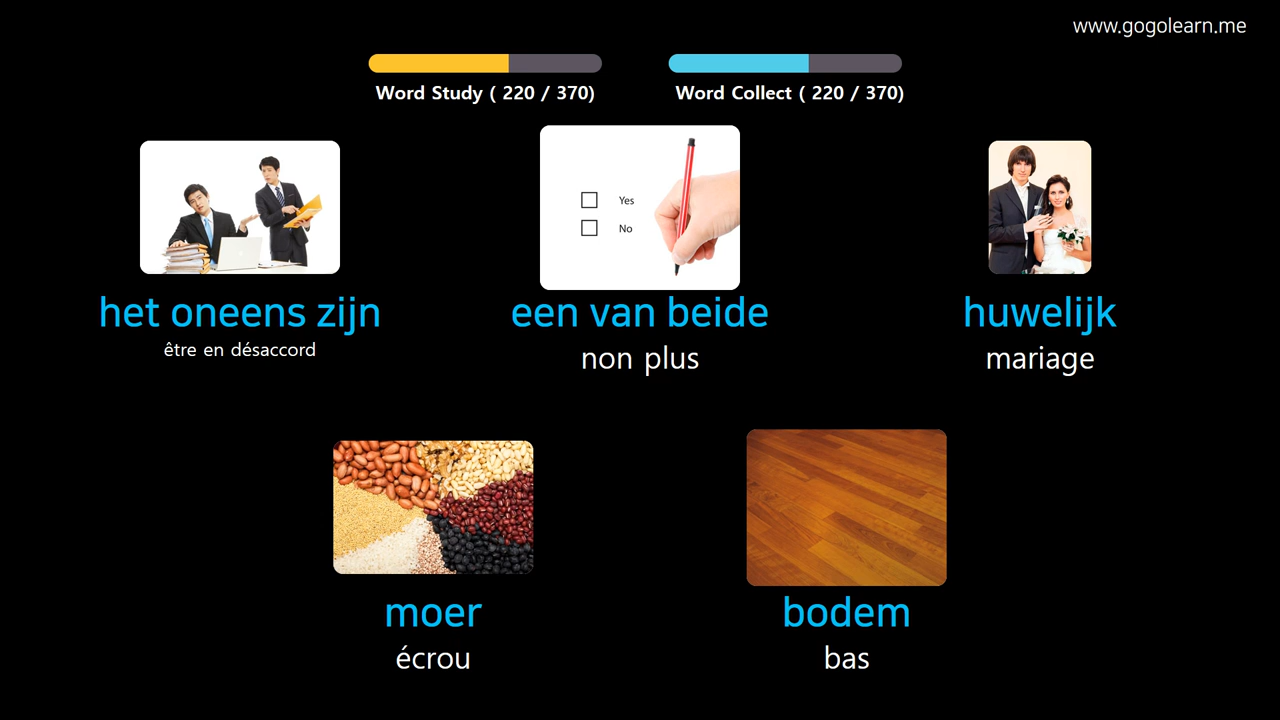 www.gogolearn.me
Word Study ( 220 / 370)
Word Collect ( 220 / 370)
Yes
No
het oneens zijn
être en désaccord
een van beide
non plus
huwelijk
mariage
moer
écrou
bodem
bas